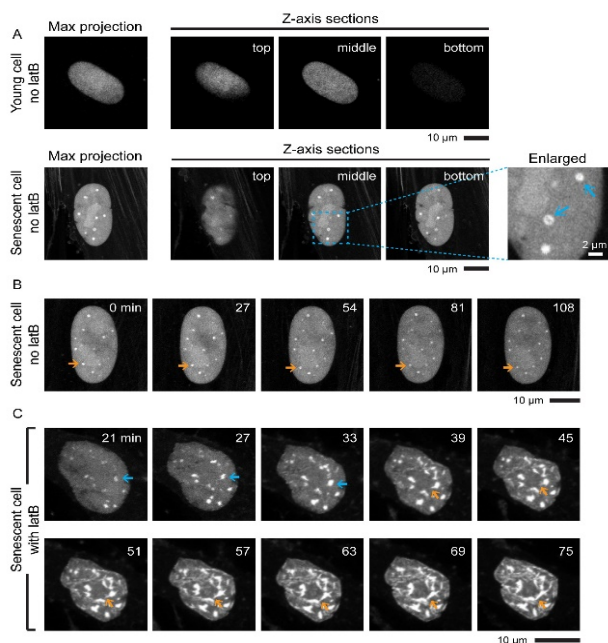 A
Max projection
Z-axis sections
Young cell
no latB
top
middle
bottom
10 µm
Max projection
Z-axis sections
Enlarged
Senescent cell
no latB
top
middle
bottom
2 µm
10 µm
B
Senescent cell
no latB
0 min
27
54
81
108
10 µm
C
Senescent cell
with latB
21 min
27
33
39
45
51
57
63
69
75
10 µm